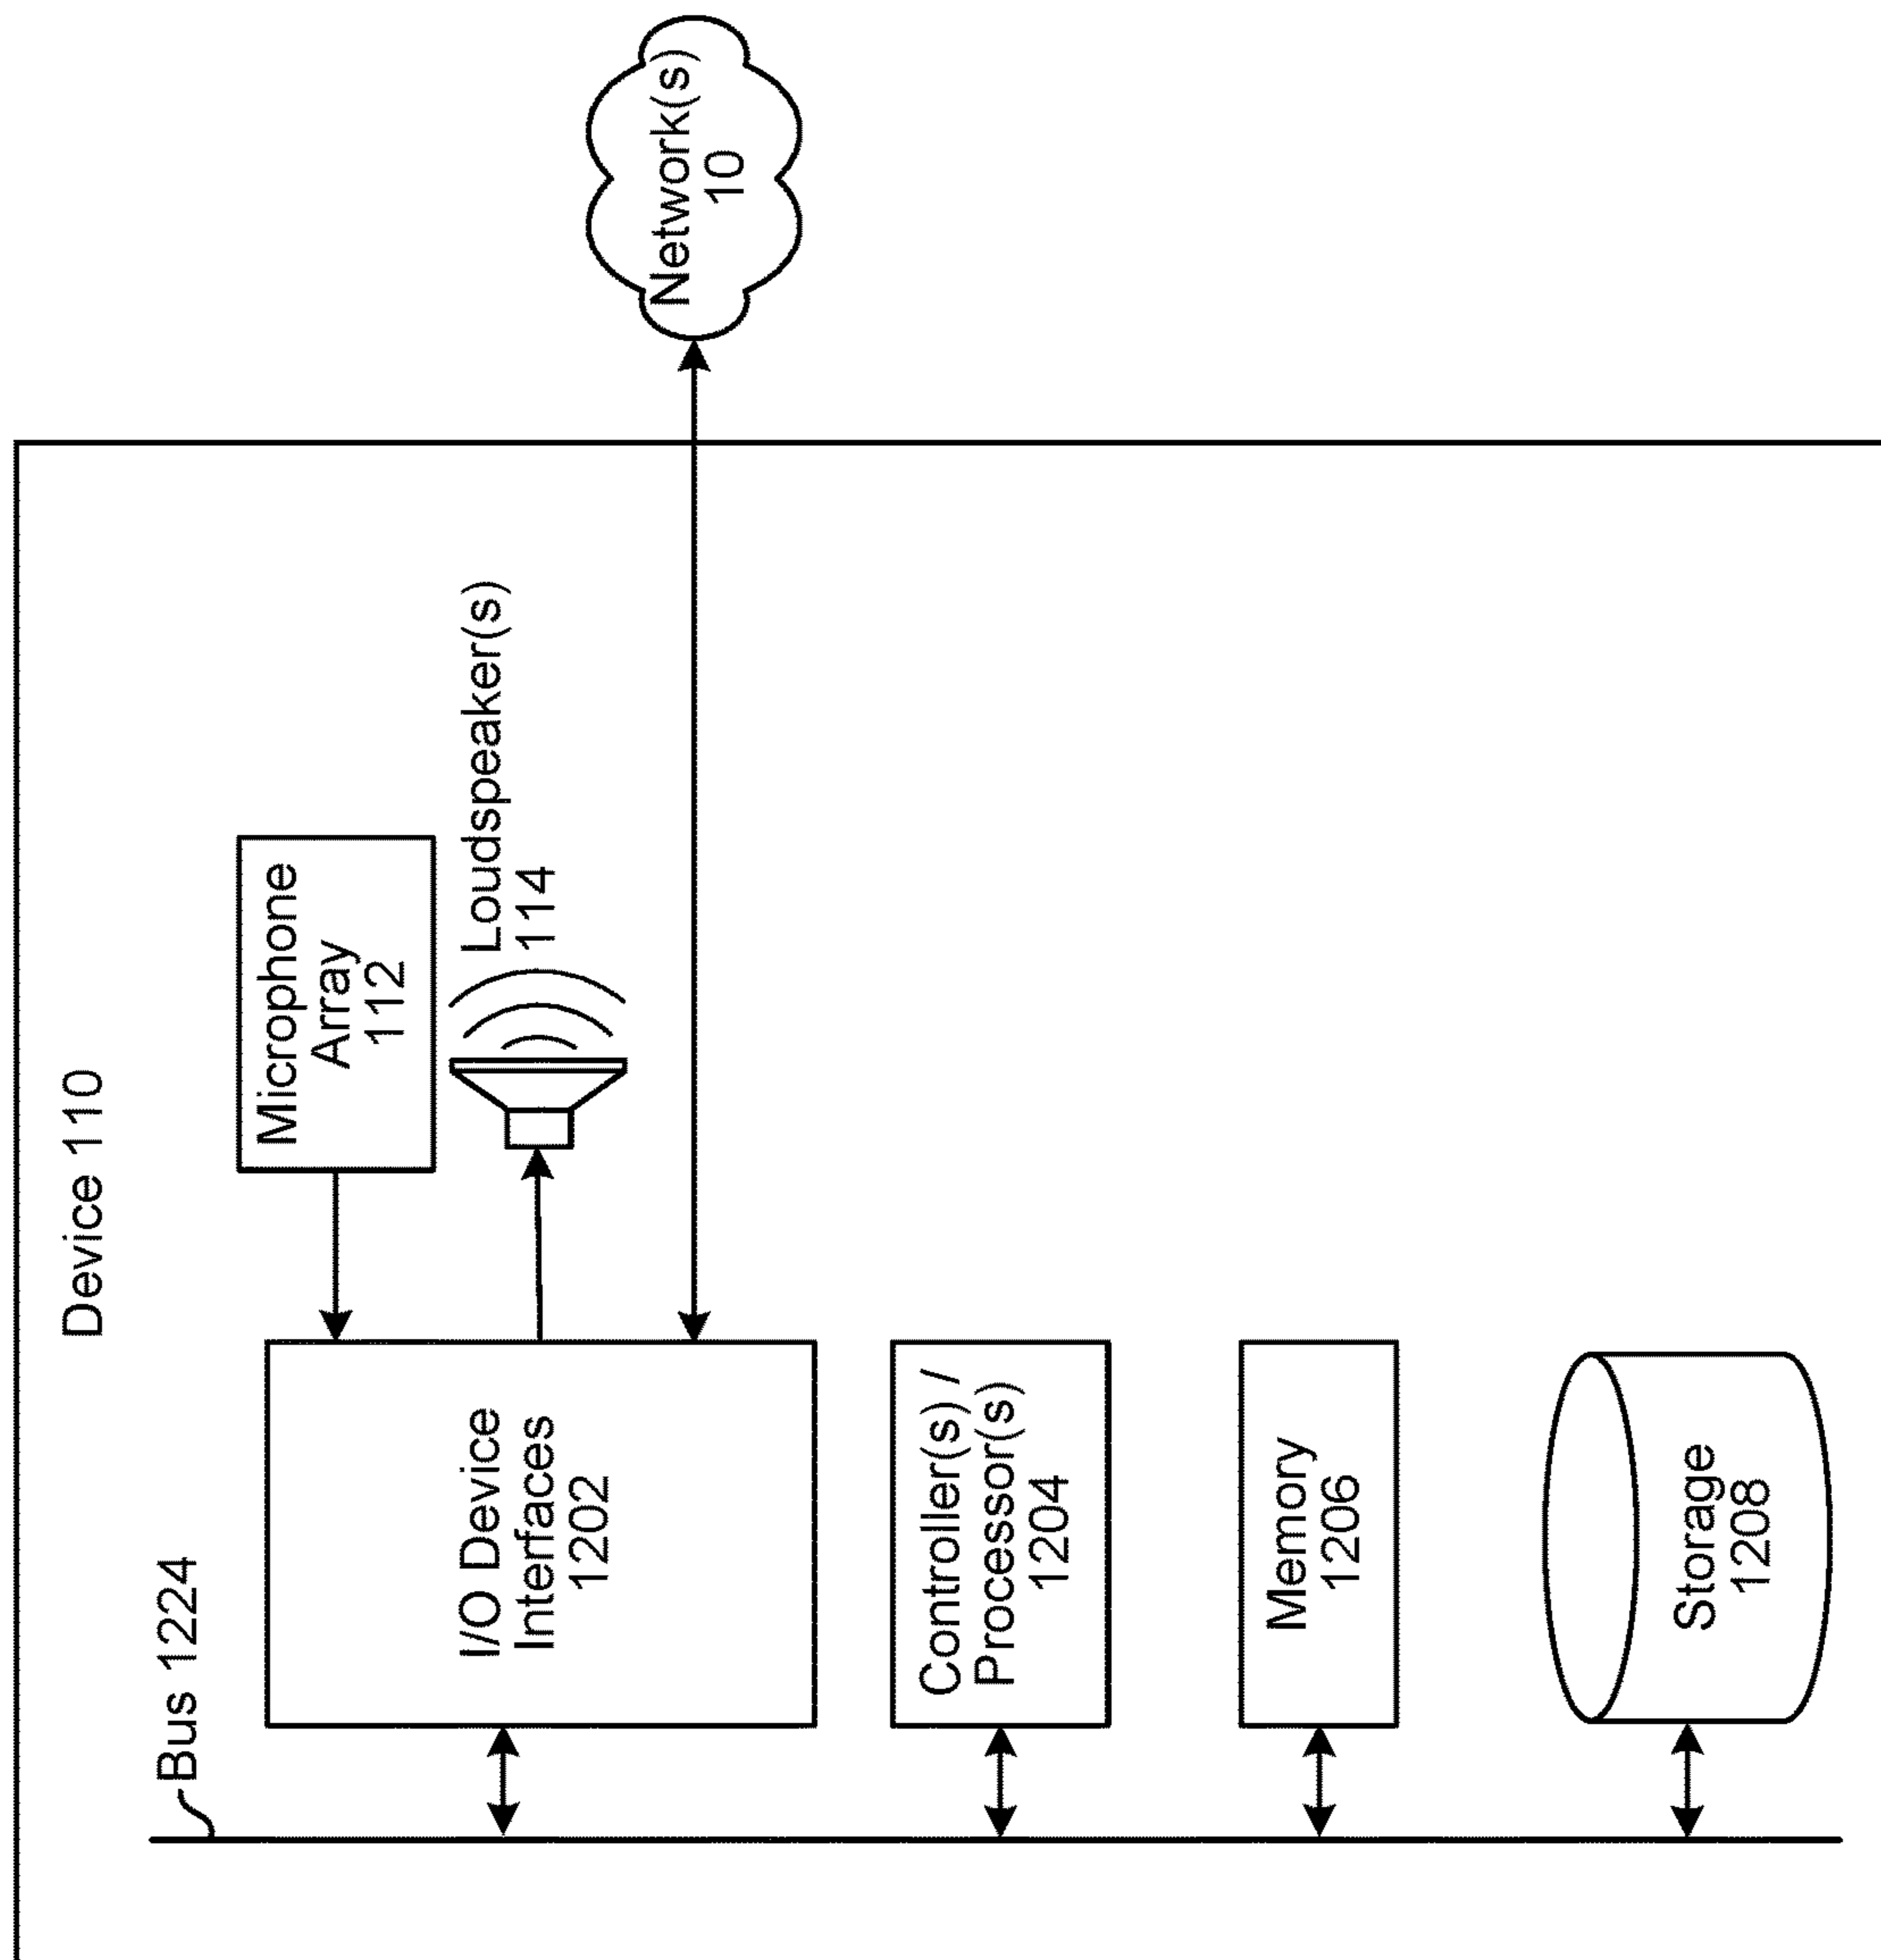 Device 110
Bus 1224
Microphone
Array
112
I/O Device
Interfaces
1202
Loudspeaker(s)
114
Network(s)
10
Controller(s) /
Processor(s)
1204
Memory
1206
Storage
1208